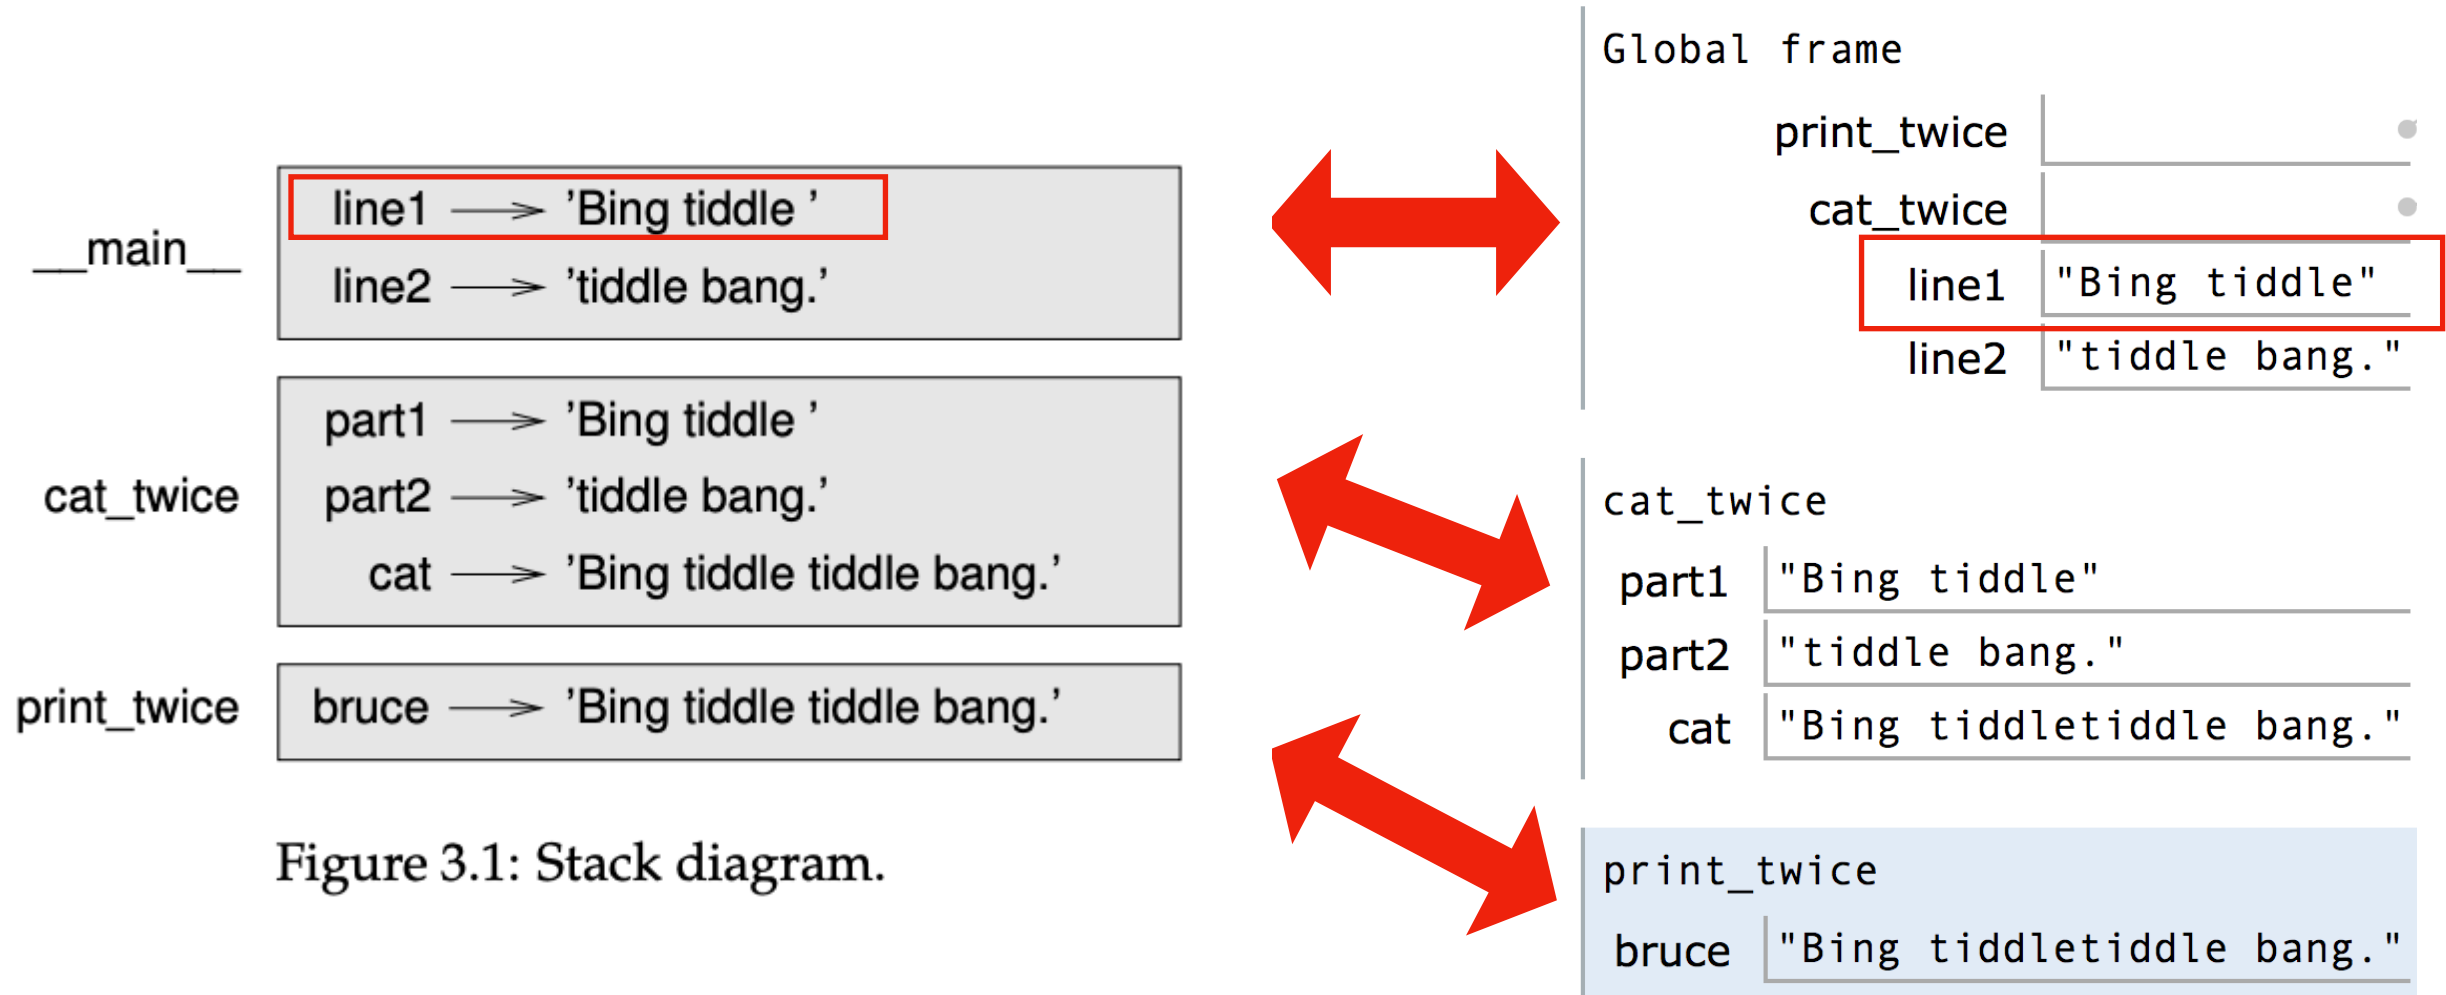 __main__
line1 ’Bing tiddle ’
line2 ’tiddle bang.’
cat_twice
part1 ’Bing tiddle ’
part2 ’tiddle bang.’
cat ’Bing tiddle tiddle bang.’
print_twice
bruce ’Bing tiddle tiddle bang.’
Figure 3.1: Stack diagram.
Global frame
print_twice
cat_twice
line1 "Bing tiddle"
line2 "tiddle bang."
cat_twice
part1 "Bing tiddle"
part2 "tiddle bang."
cat "Bing tiddletiddle bang."
print_twice
bruce "Bing tiddletiddle bang."